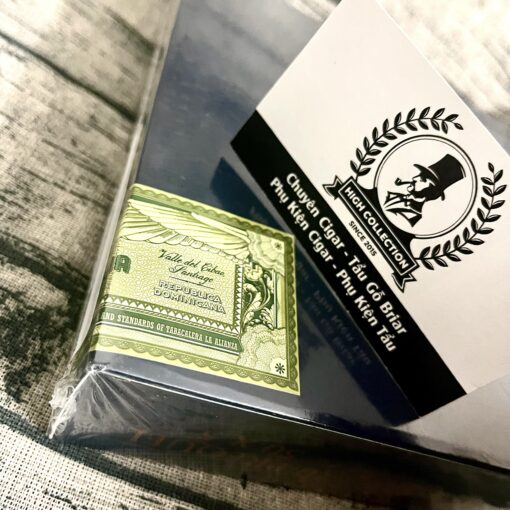 HIGH COLLECTION
SINCE 2015
Chuyên Cigar - Tẩu Gỗ Briar
Phụ Kiện Cigar - Phụ Kiện Tẩu
Valle del Cibao
Santiago
REPUBLICA
DOMINICANA
AND STANDARDS OF TABACALERA LA ALIANZA